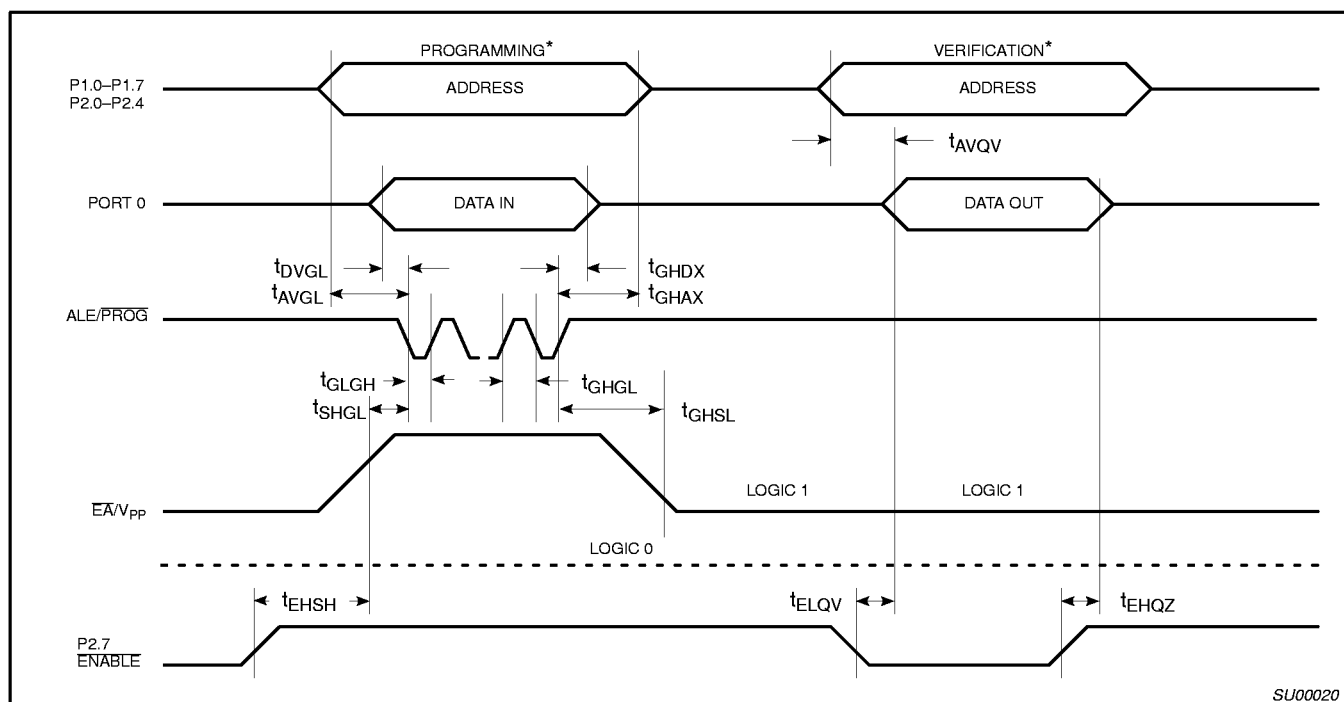 PROGRAMMING* VERIFICATION*
P1.0–P1.7
P2.0–P2.4
ADDRESS ADDRESS
tAVQV
PORT 0 DATA IN DATA OUT
tDVGL tGHDX
tAVGL tGHAX
ALE/PROG
tGLGH tGHGL
tSHGL tGHSL
LOGIC 1 LOGIC 1
EA/VPP
LOGIC 0
tEHSH tELQV tEHQZ
P2.7
ENABLE
SU00020